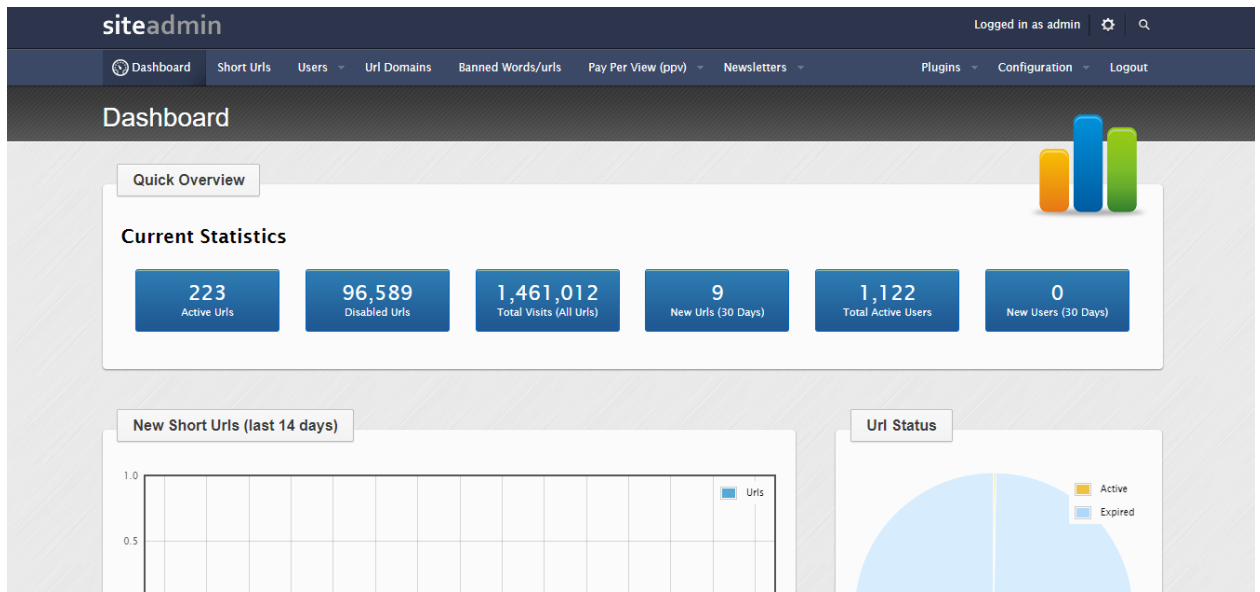 siteadmin
Logged in as admin
Dashboard Short Urls Users Url Domains Banned Words/urls Pay Per View (ppv) Newsletters Plugins Configuration Logout
Dashboard
Quick Overview
Current Statistics
223 96,589 1,461,012 9 1,122 0
Active Urls Disabled Urls Total Visits (All Urls) New Urls (30 Days) Total Active Users New Users (30 Days)
New Short Urls (last 14 days)
1.0
Urls
0.5
Url Status
Active
Expired